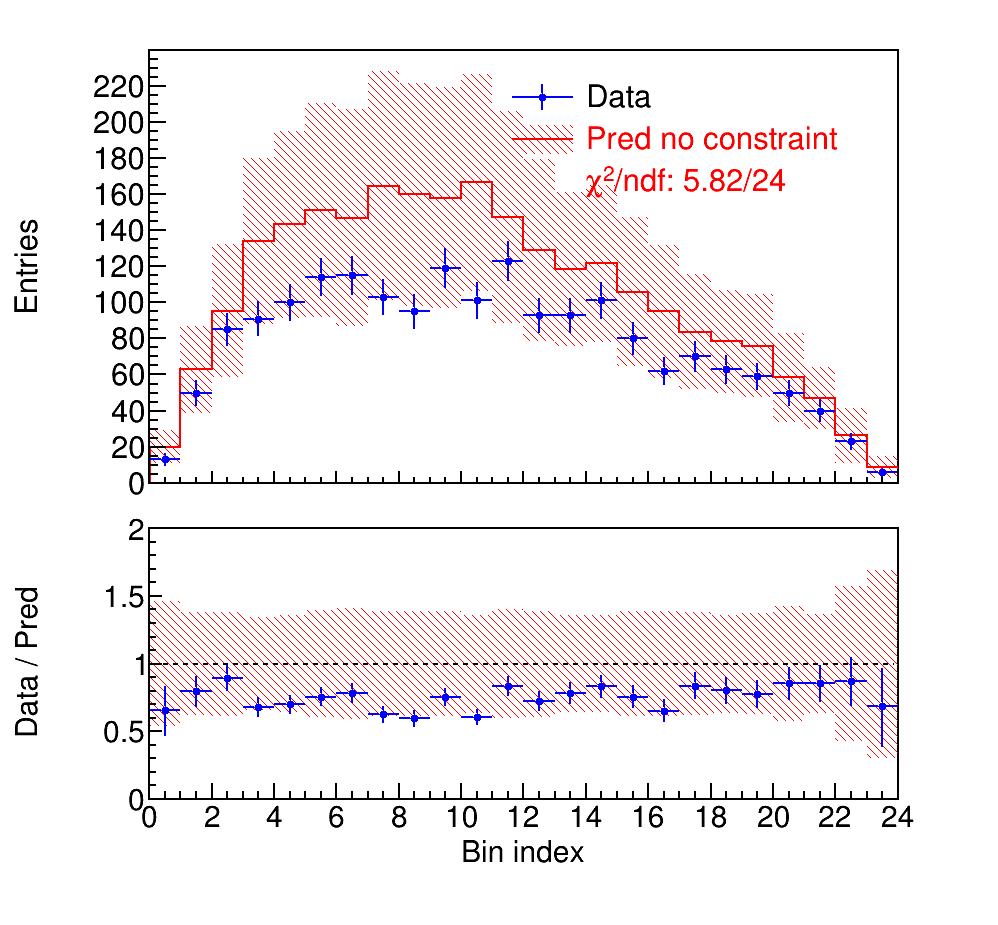 Entries
220
200
180
160
140
120
100
80
60
40
20
0
Data
Pred no constraint
χ²/ndf: 5.82/24
Data / Pred
2
1.5
1
0.5
0
0 2 4 6 8 10 12 14 16 18 20 22 24
Bin index